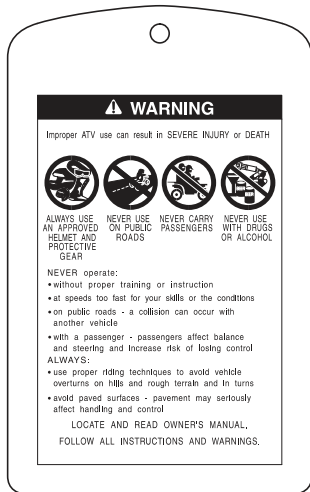 WARNING
Improper ATV use can result in SEVERE INJURY or DEATH
ALWAYS USE
AN APPROVED
HELMET AND
PROTECTIVE
GEAR
NEVER USE
ON PUBLIC
ROADS
NEVER CARRY
PASSENGERS
NEVER USE
WITH DRUGS
OR ALCOHOL
NEVER operate:
• without proper training or instruction
• at speeds too fast for your skills or the conditions
• on public roads - a collision can occur with
another vehicle
• with a passenger - passengers affect balance
and steering and increase risk of losing control
ALWAYS:
• use proper riding techniques to avoid vehicle
overturns on hills and rough terrain and in turns
• avoid paved surfaces - pavement may seriously
affect handling and control
LOCATE AND READ OWNER'S MANUAL.
FOLLOW ALL INSTRUCTIONS AND WARNINGS.